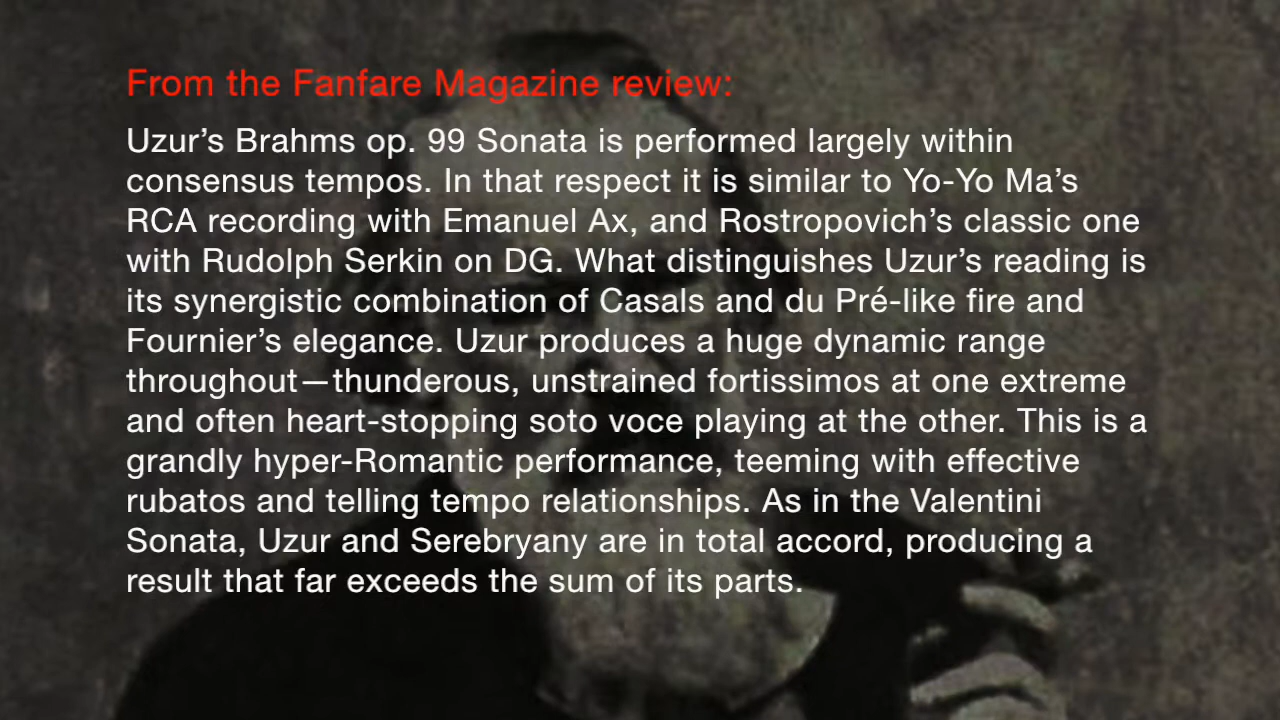 From the Fanfare Magazine review:
Uzur’s Brahms op. 99 Sonata is performed largely within
consensus tempos. In that respect it is similar to Yo-Yo Ma’s
RCA recording with Emanuel Ax, and Rostropovich’s classic one
with Rudolph Serkin on DG. What distinguishes Uzur’s reading is
its synergistic combination of Casals and du Pré-like fire and
Fournier’s elegance. Uzur produces a huge dynamic range
throughout—thunderous, unstrained fortissimos at one extreme
and often heart-stopping soto voce playing at the other. This is a
grandly hyper-Romantic performance, teeming with effective
rubatos and telling tempo relationships. As in the Valentini
Sonata, Uzur and Serebryany are in total accord, producing a
result that far exceeds the sum of its parts.